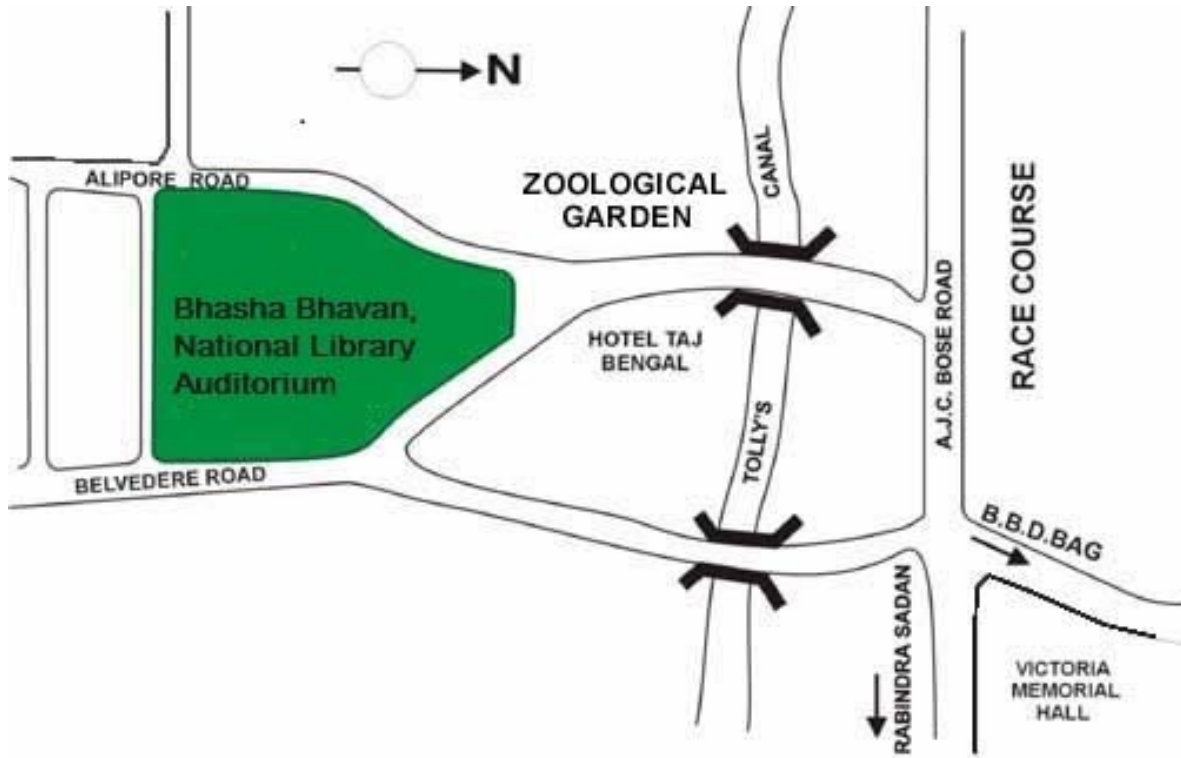 N
ALIPORE ROAD
ZOOLOGICAL
GARDEN
CANAL
Bhasha Bhavan,
National Library
Auditorium
HOTEL TAJ
BENGAL
A.J.C. BOSE ROAD
RACE COURSE
TOLLY'S
BELVEDERE ROAD
B.B.D.BAG
RABINDRA SADAN
VICTORIA
MEMORIAL
HALL